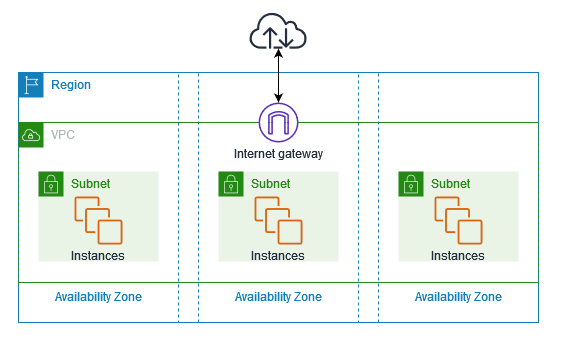 Region
VPC
Internet gateway
Subnet
Subnet
Subnet
Instances
Instances
Instances
Availability Zone
Availability Zone
Availability Zone